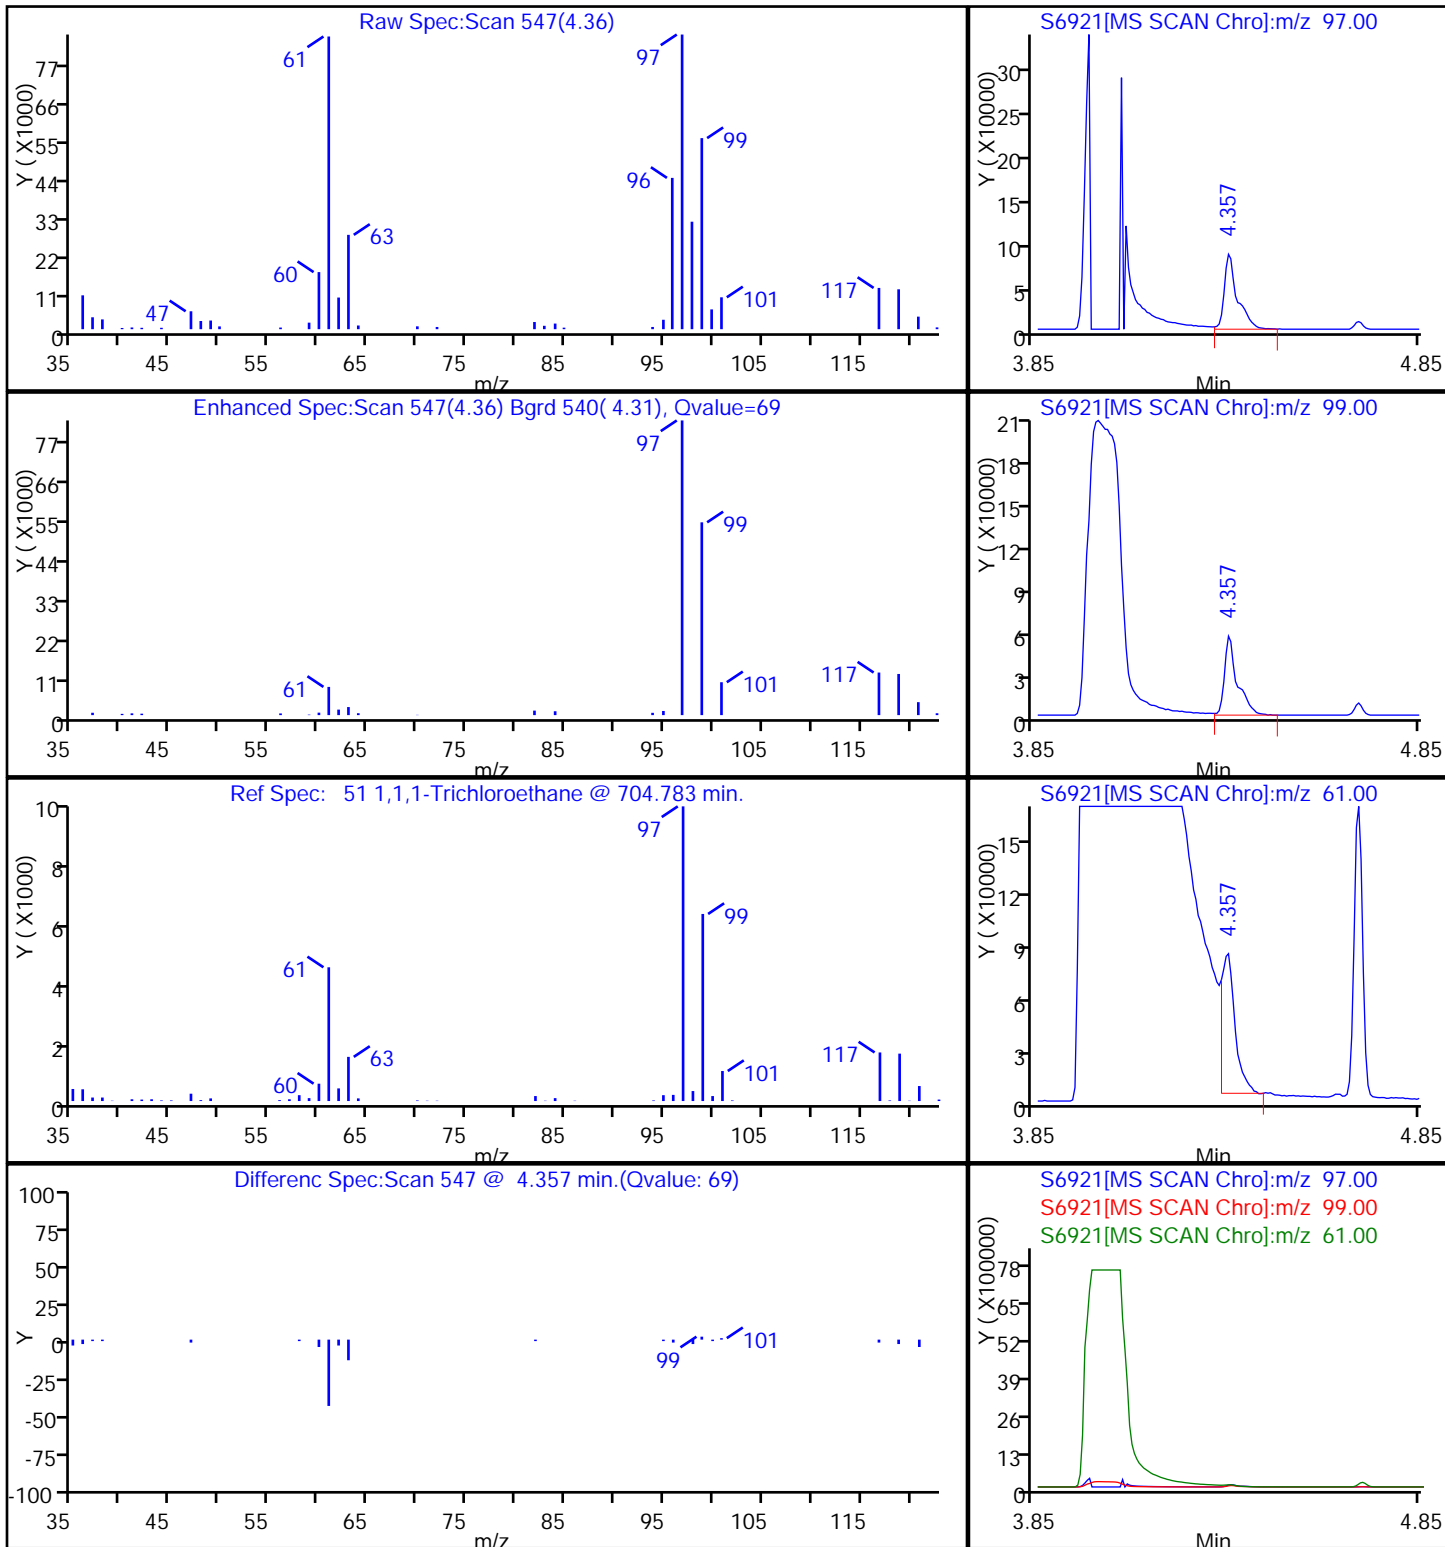 Raw Spec:Scan 547(4.36)
Y ( X1000)
77
66
55
44
33
22
11
0
61
97
99
96
63
60
47
101
117
35 45 55 65 75 85 95 105 115
m/z
S6921[MS SCAN Chro]:m/z 97.00
Y ( X10000)
30
25
20
15
10
5
0
4.357
3.85 4.85
Min
Enhanced Spec:Scan 547(4.36) Bgrd 540( 4.31), Qvalue=69
Y ( X1000)
77
66
55
44
33
22
11
0
97
99
61
101
117
35 45 55 65 75 85 95 105 115
m/z
S6921[MS SCAN Chro]:m/z 99.00
Y ( X10000)
21
18
15
12
9
6
3
0
4.357
3.85 4.85
Min
Ref Spec: 51 1,1,1-Trichloroethane @ 704.783 min.
Y ( X1000)
10
8
6
4
2
0
97
99
61
63
60
101
117
35 45 55 65 75 85 95 105 115
m/z
S6921[MS SCAN Chro]:m/z 61.00
Y ( X10000)
15
12
9
6
3
0
4.357
3.85 4.85
Min
Differenc Spec:Scan 547 @ 4.357 min.(Qvalue: 69)
Y
100
75
50
25
0
-25
-50
-75
-100
99
101
35 45 55 65 75 85 95 105 115
m/z
S6921[MS SCAN Chro]:m/z 97.00
S6921[MS SCAN Chro]:m/z 99.00
S6921[MS SCAN Chro]:m/z 61.00
Y ( X100000)
78
65
52
39
26
13
0
3.85 4.85
Min